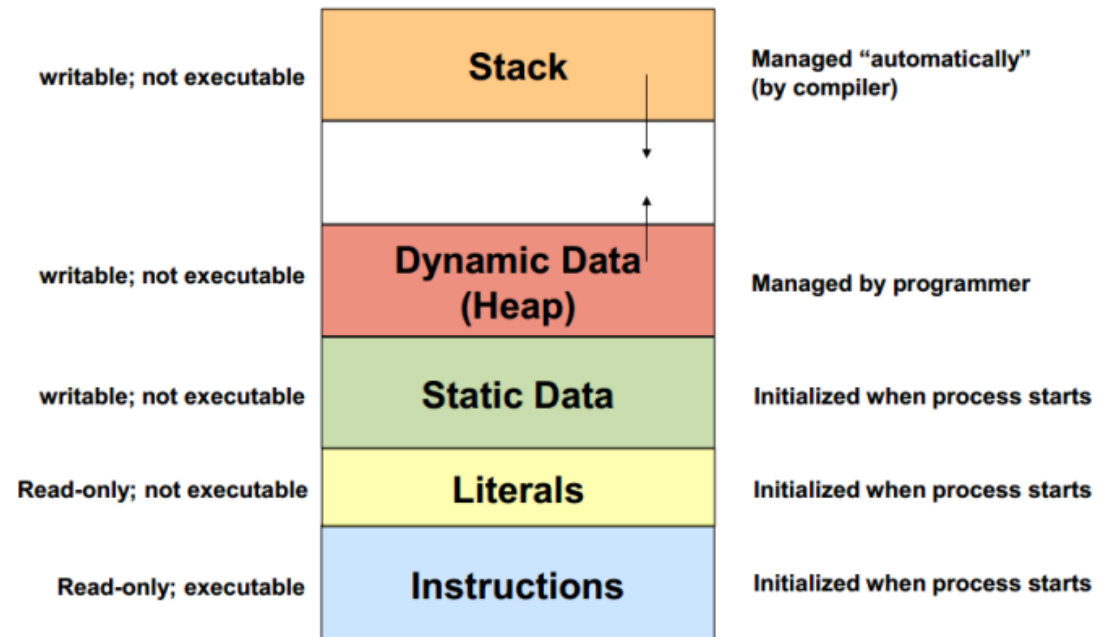 writable; not executable
Stack
Managed “automatically”
(by compiler)
writable; not executable
Dynamic Data
(Heap)
Managed by programmer
writable; not executable
Static Data
Initialized when process starts
Read-only; not executable
Literals
Initialized when process starts
Read-only; executable
Instructions
Initialized when process starts